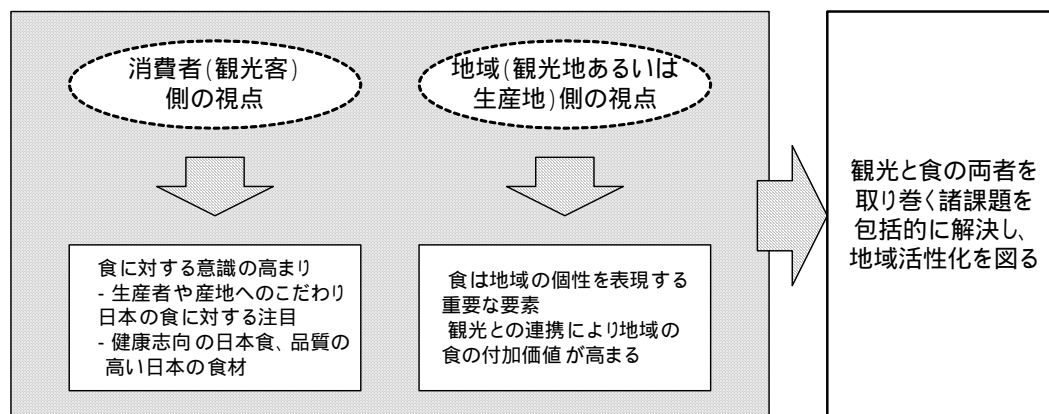 消費者(観光客)
側の視点
地域(観光地あるいは
生産地)側の視点
食に対する意識の高まり
- 生産者や産地へのこだわり
日本の食に対する注目
- 健康志向の日本食、品質の
高い日本の食材
食は地域の個性を表現する
重要な要素
観光との連携により地域の
食の付加価値が高まる
観光と食の両者を
取り巻く諸課題を
包括的に解決し、
地域活性化を図る